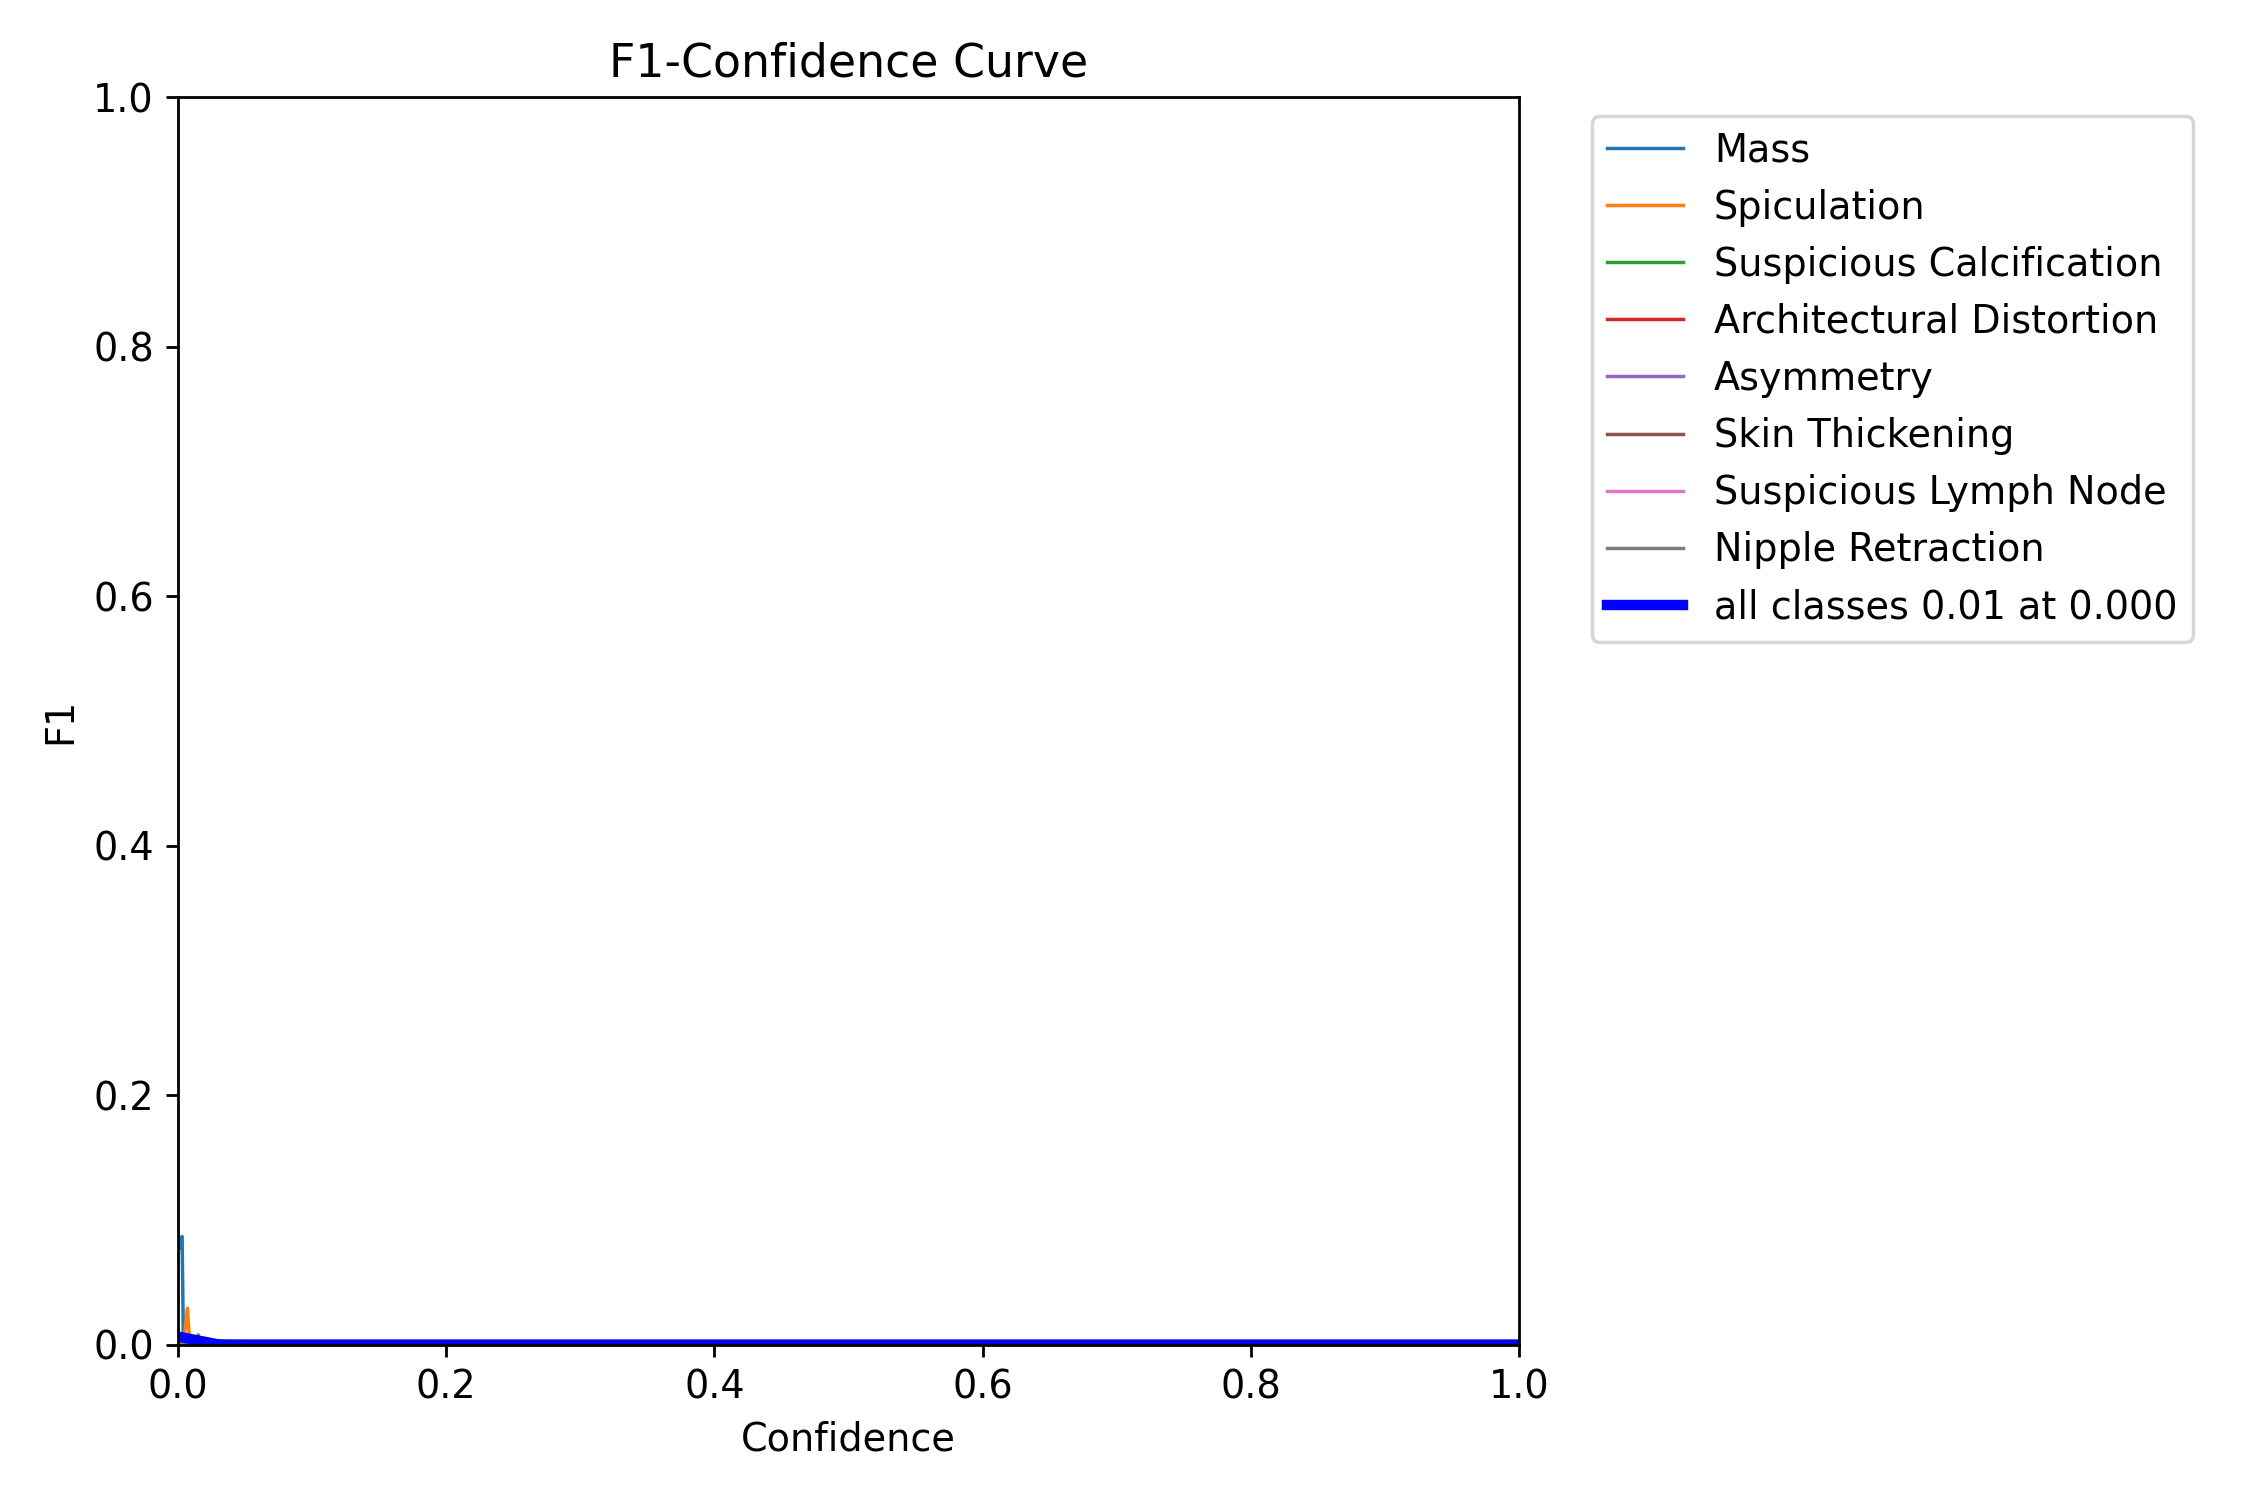 F1-Confidence Curve
1.0
0.8
0.6
0.4
0.2
0.0
F1
0.0 0.2 0.4 0.6 0.8 1.0
Confidence
Mass
Spiculation
Suspicious Calcification
Architectural Distortion
Asymmetry
Skin Thickening
Suspicious Lymph Node
Nipple Retraction
all classes 0.01 at 0.000